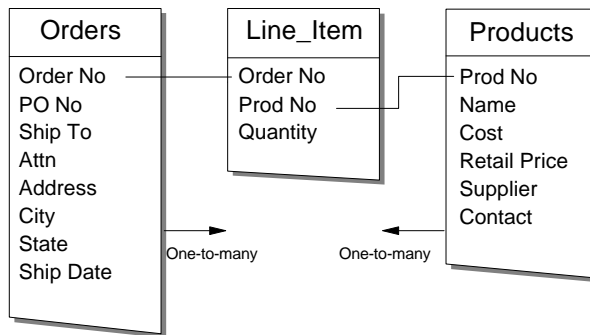 Orders
Order No
PO No
Ship To
Attn
Address
City
State
Ship Date
Line_Item
Order No
Prod No
Quantity
Products
Prod No
Name
Cost
Retail Price
Supplier
Contact
One-to-many
One-to-many